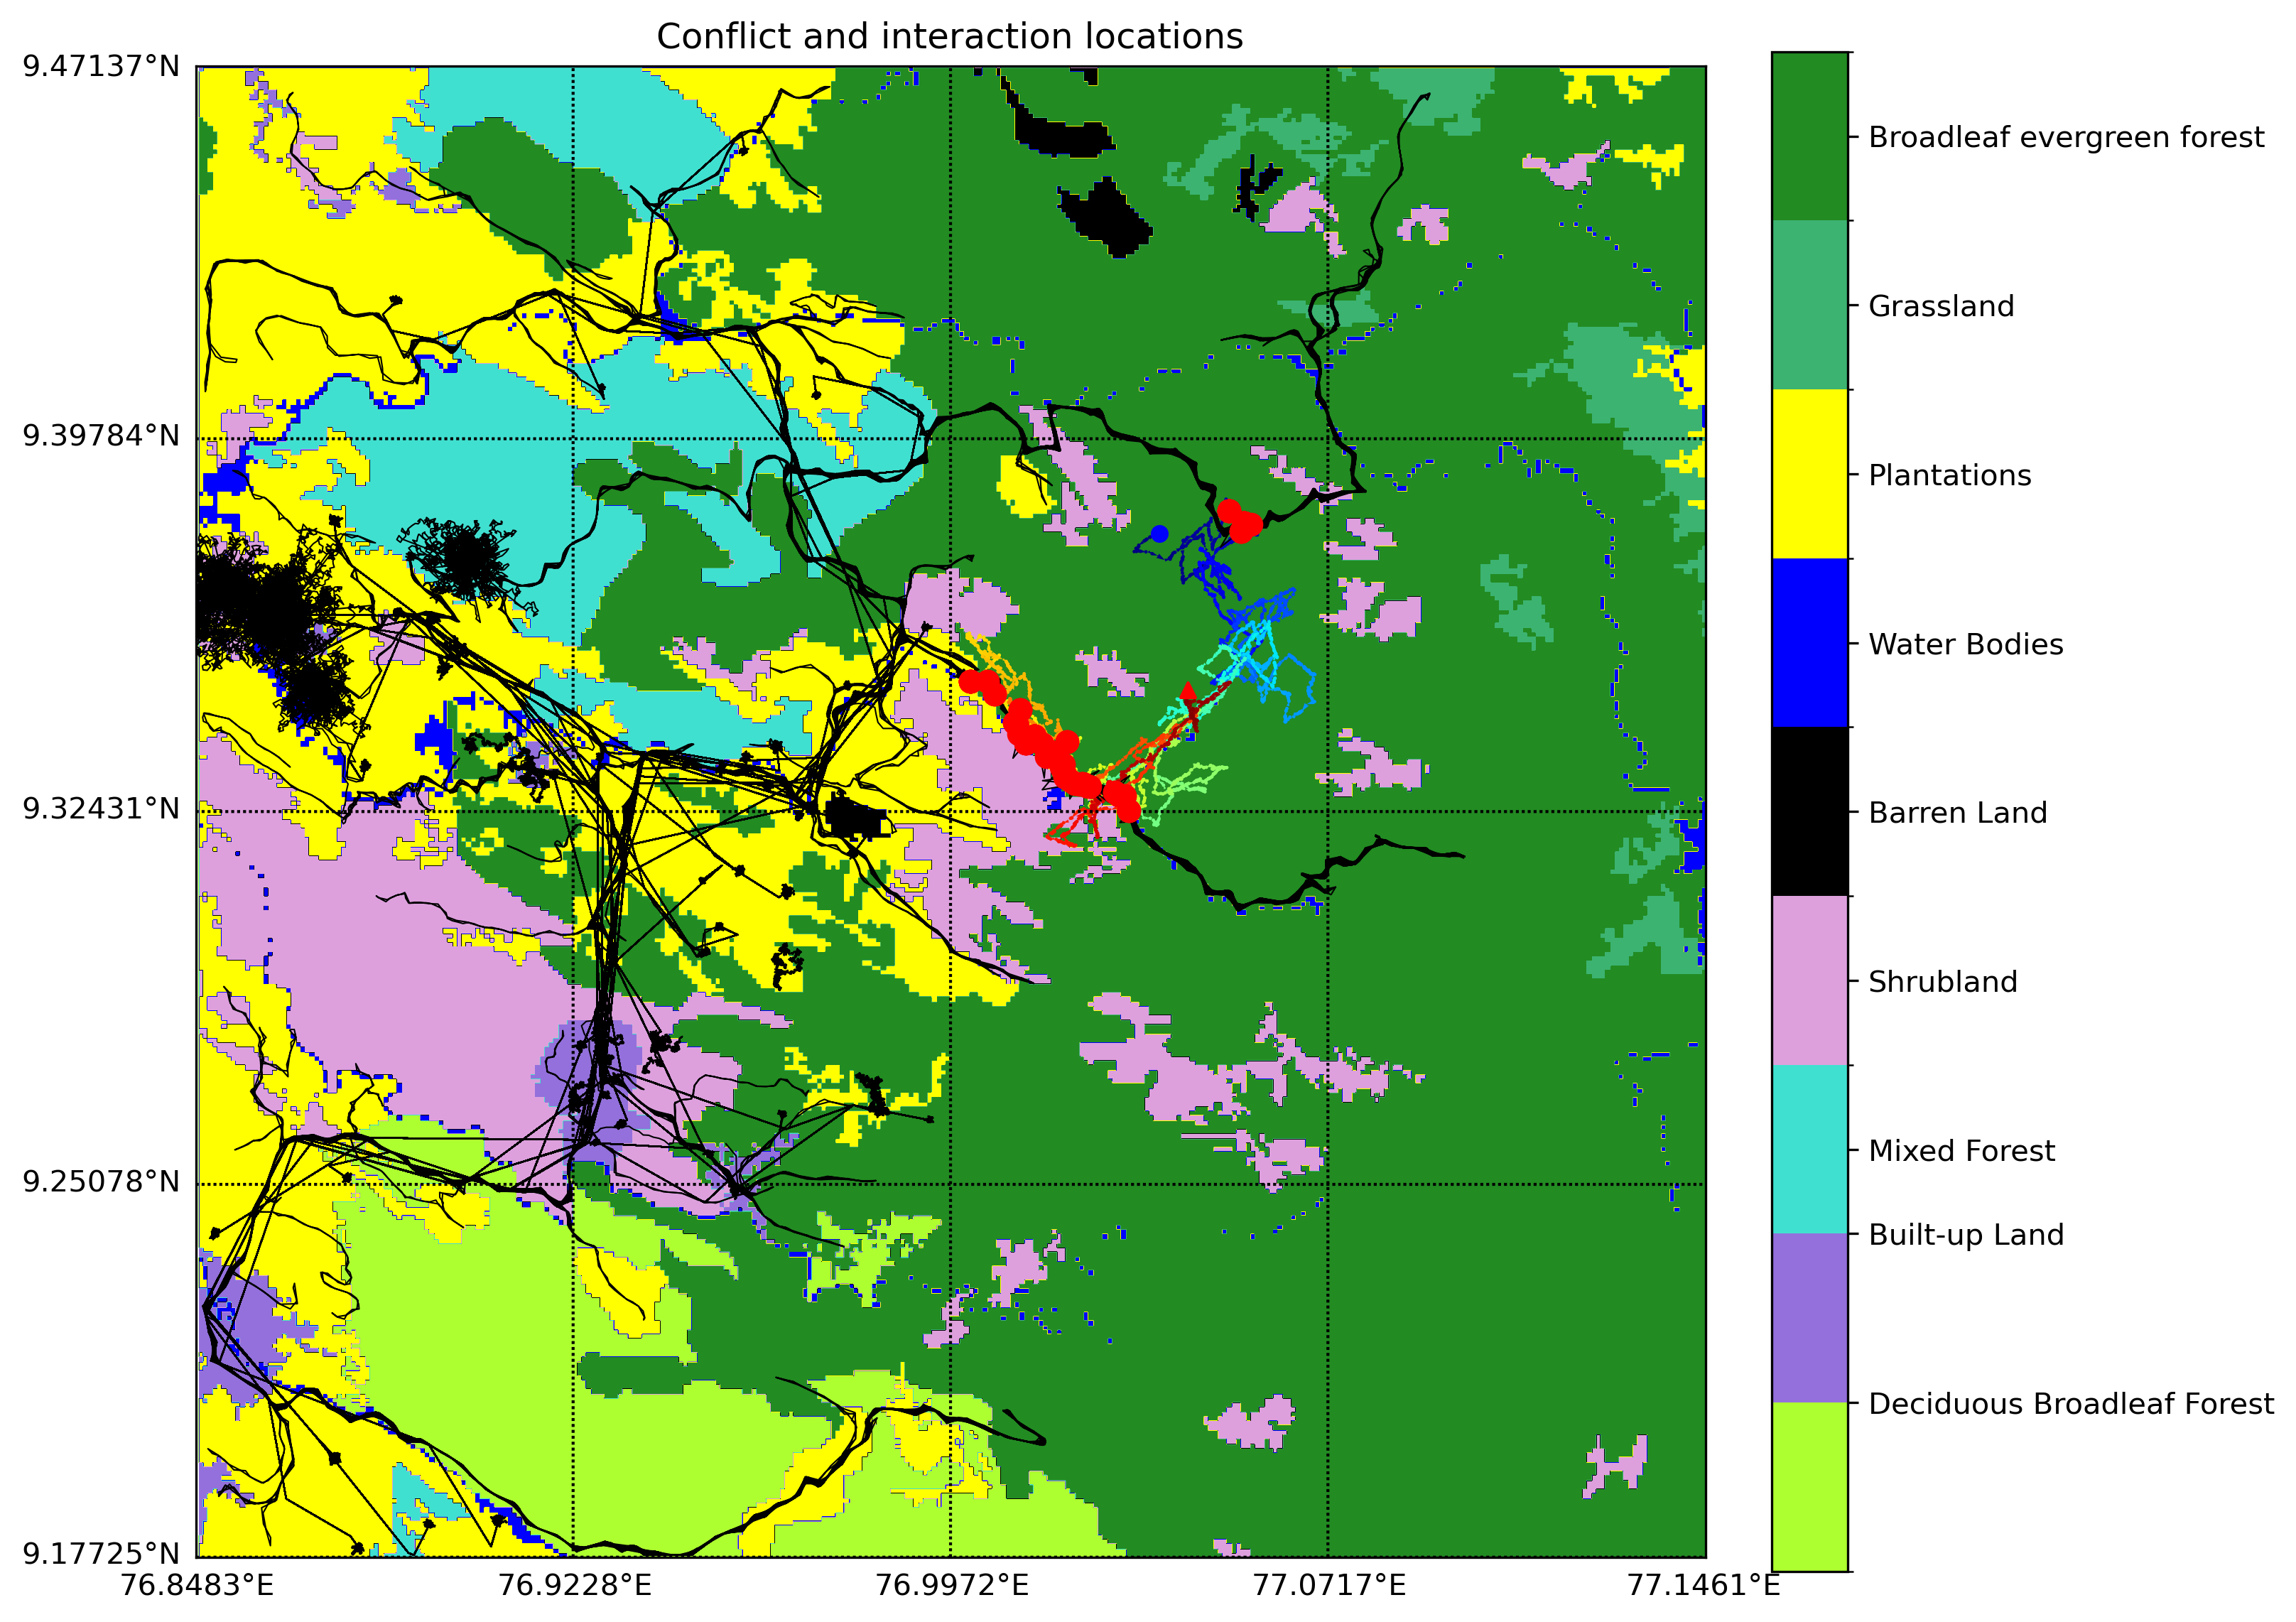 Conflict and interaction locations
9.47137°N
9.39784°N
9.32431°N
9.25078°N
9.17725°N
76.8483°E
76.9228°E
76.9972°E
77.0717°E
77.1461°E
Broadleaf evergreen forest
Grassland
Plantations
Water Bodies
Barren Land
Shrubland
Mixed Forest
Built-up Land
Deciduous Broadleaf Forest